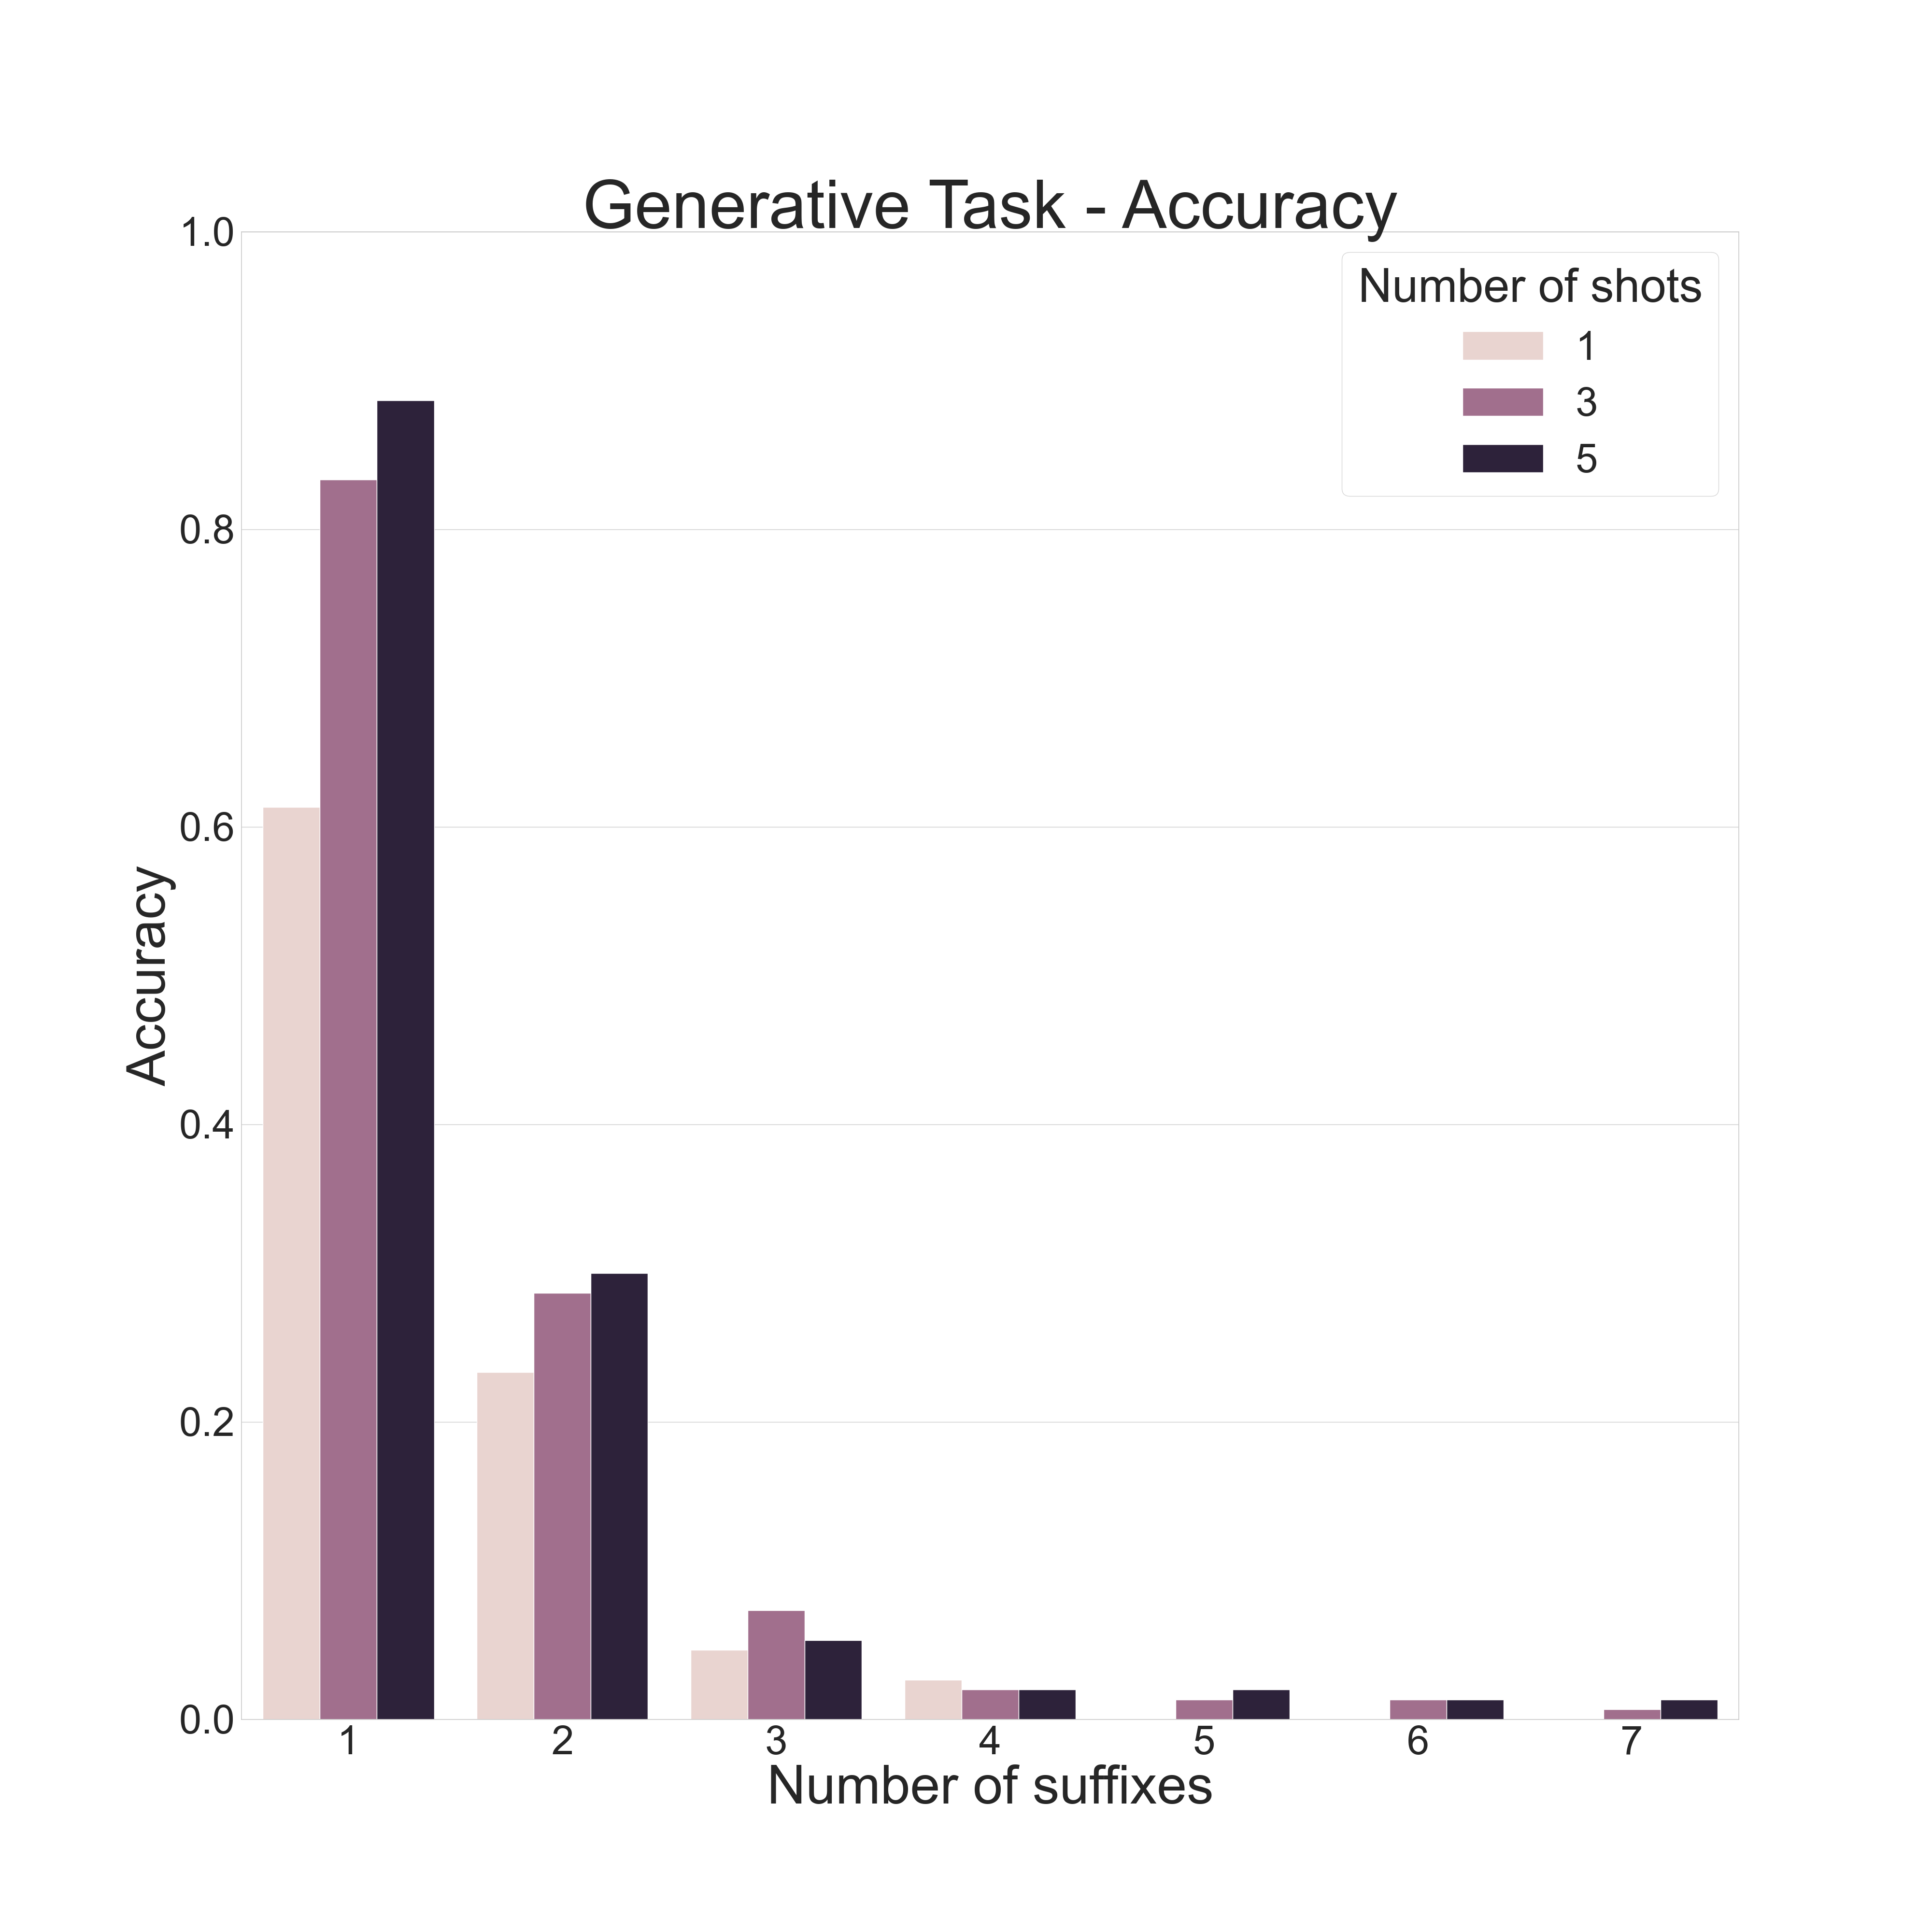 Generative Task - Accuracy
1.0
0.8
0.6
0.4
0.2
0.0
Accuracy
Number of shots
1
3
5
1 2 3 4 5 6 7
Number of suffixes